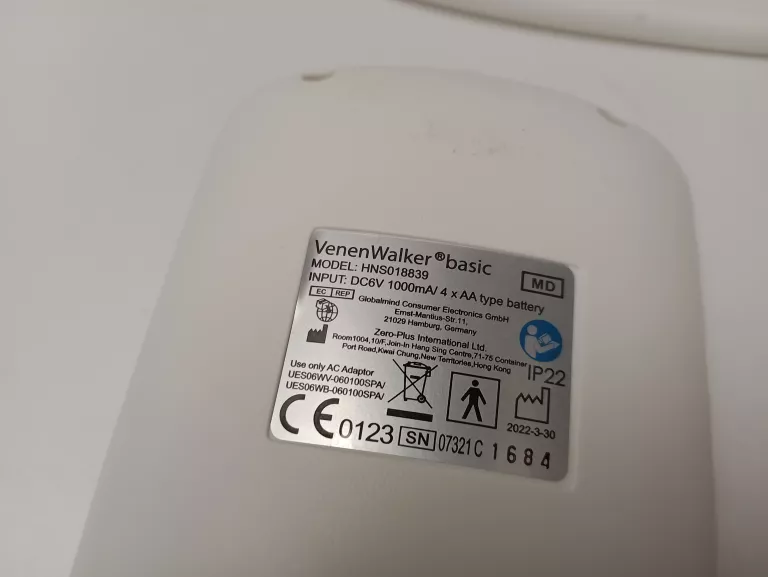 VenenWalker®basic
MODEL: HNS018839
MD
INPUT: DC6V 1000mA/ 4 x AA type battery
EC REP
Globalmind Consumer Electronics GmbH
Ernst-Mantius-Str.11,
21029 Hamburg, Germany
Zero-Plus International Ltd.
Room1004,10/F,Join-In Hang Sing Centre,71-75 Container
Port Road,Kwai Chung,New Territories,Hong Kong
IP22
Use only AC Adaptor
UES06WV-060100SPA/
UES06WB-060100SPA/
2022-3-30
CE0123 SN 07321C 1684